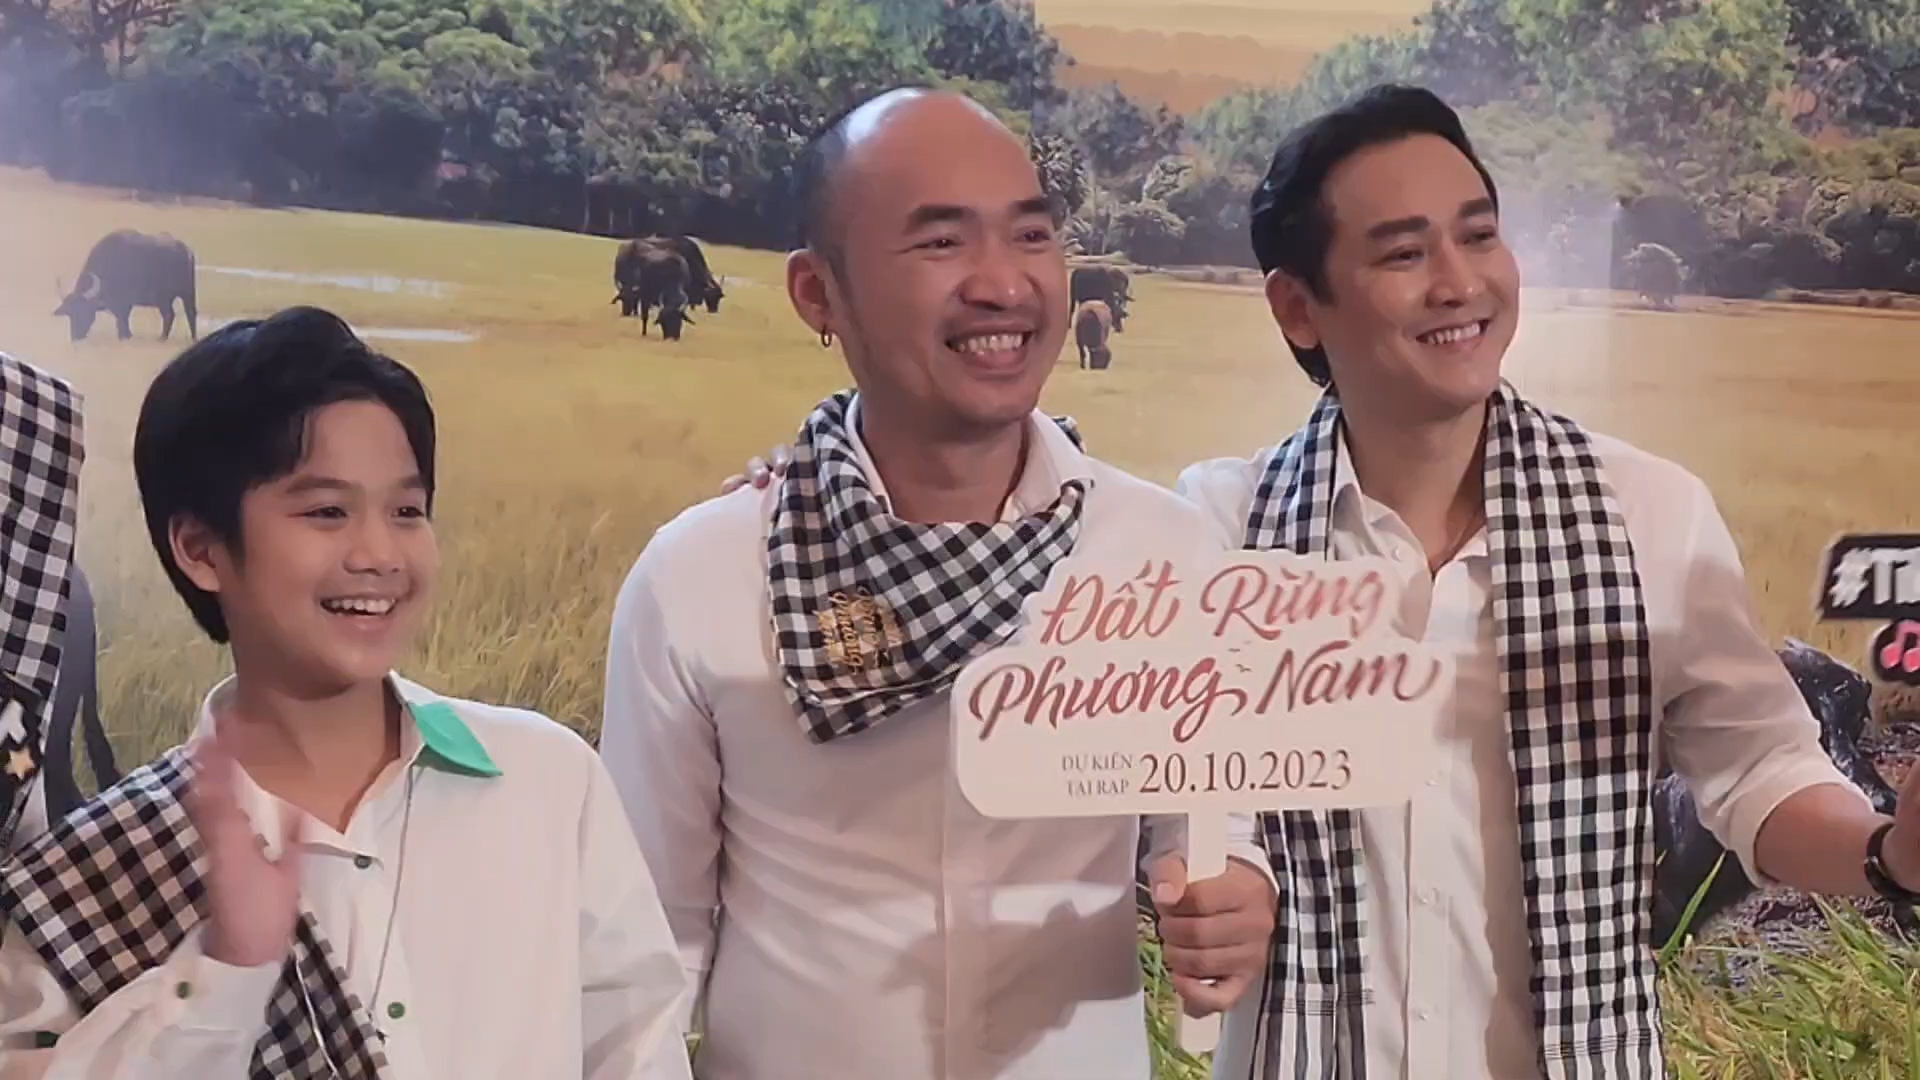 Đất Rừng
Phương Nam
DỰ KIẾN
TẠI RẠP 20.10.2023